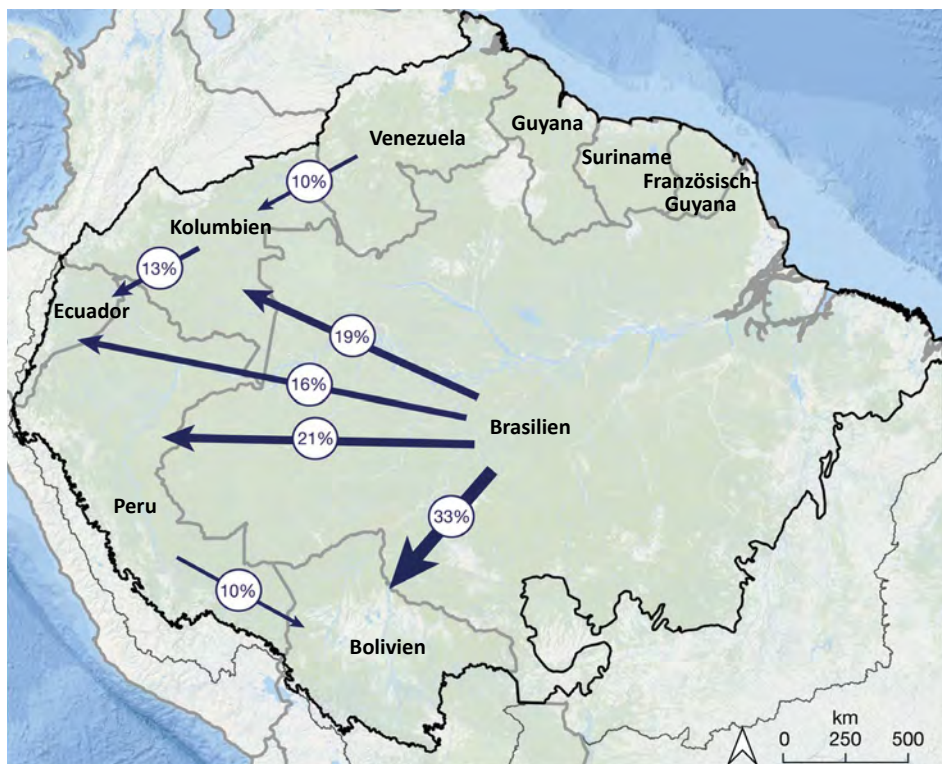 Guyana
Venezuela
Suriname
Französisch-
Guyana
10%
Kolumbien
13%
Ecuador
19%
16%
Brasilien
21%
Peru
33%
10%
Bolivien
km
0 250 500